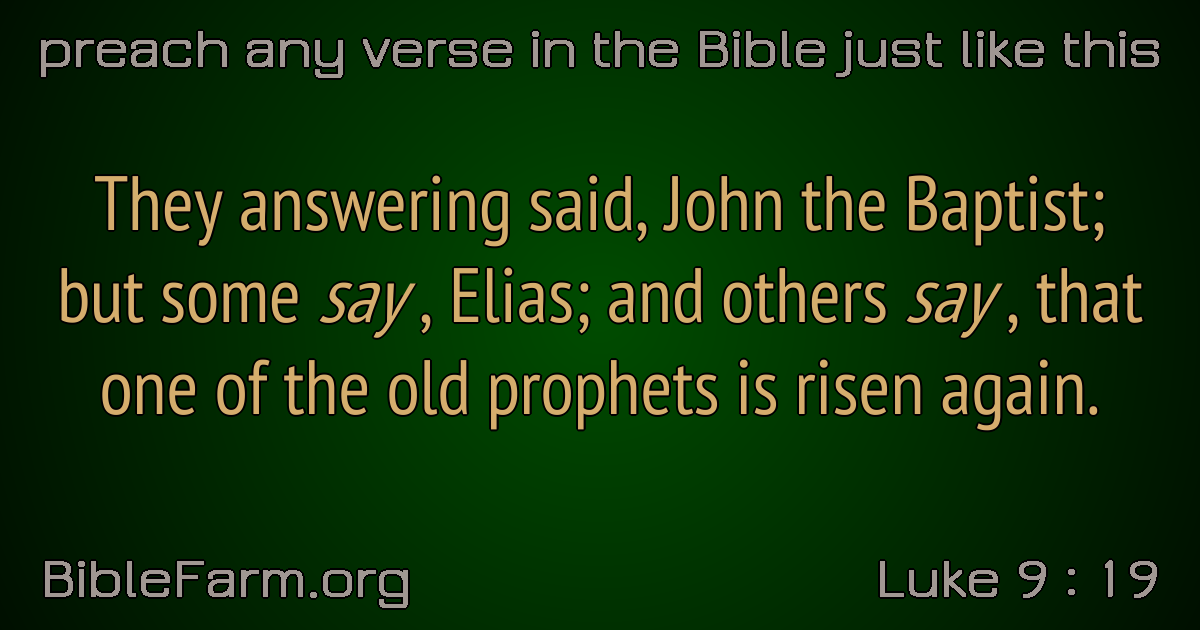 preach any verse in the Bible just like this
They answering said, John the Baptist;
but some say , Elias; and others say , that
one of the old prophets is risen again.
BibleFarm.org
Luke 9 : 19